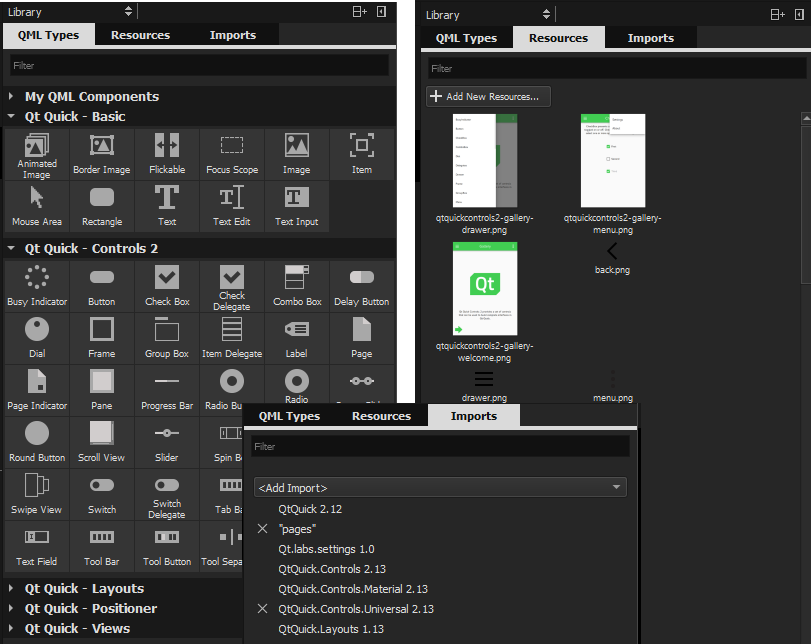 Library
QML Types Resources Imports
Filter
My QML Components
Qt Quick - Basic
Animated Image Border Image Flickable Focus Scope Image Item
Mouse Area Rectangle Text Text Edit Text Input
Qt Quick - Controls 2
Busy Indicator Button Check Box Check Delegate Combo Box Delay Button
Dial Frame Group Box Item Delegate Label Page
Page Indicator Pane Progress Bar Radio Radio
Round Button Scroll View Slider Spin
Swipe View Switch Switch Delegate Tab
Text Field Tool Bar Tool Button Tool
Qt Quick - Layouts
Qt Quick - Positioner
Qt Quick - Views
Library
QML Types Resources Imports
Filter
Add New Resources...
qtquickcontrols2-gallery-drawer.png
qtquickcontrols2-gallery-menu.png
Qt
qtquickcontrols2-gallery-welcome.png
back.png
drawer.png
menu.png
QML Types Resources Imports
Filter
<Add Import>
QtQuick 2.12
"pages"
Qt.labs.settings 1.0
QtQuick.Controls 2.13
QtQuick.Controls.Material 2.13
QtQuick.Controls.Universal 2.13
QtQuick.Layouts 1.13